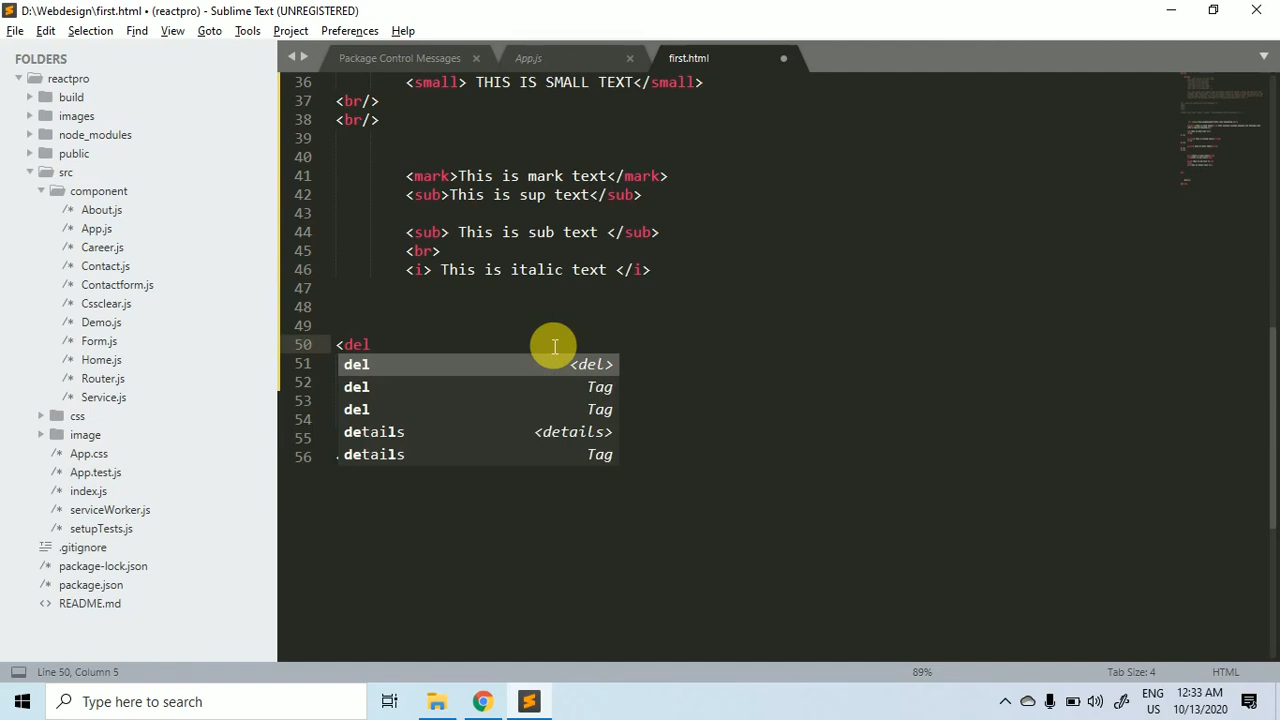 D:\Webdesign\first.html • (reactpro) - Sublime Text (UNREGISTERED)
File Edit Selection Find View Goto Tools Project Preferences Help
FOLDERS
reactpro
build
images
node_modules
public
src
component
/* About.js
/* App.js
/* Career.js
/* Contact.js
/* Contactform.js
/* Cssclear.js
/* Demo.js
/* Form.js
/* Home.js
/* Router.js
/* Service.js
css
image
/* App.css
/* App.test.js
/* index.js
/* serviceWorker.js
/* setupTests.js
.gitignore
package-lock.json
package.json
<> README.md
Package Control Messages × App.js × first.html
36 <small> THIS IS SMALL TEXT</small>
37 <br/>
38 <br/>
39
40
41 <mark>This is mark text</mark>
42 <sub>This is sup text</sub>
43
44 <sub> This is sub text </sub>
45 <br>
46 <i> This is italic text </i>
47
48
49
50 <del
51
52
53
54
55
56
del <del>
del Tag
del Tag
details <details>
details Tag
Line 50, Column 5 89% Tab Size: 4 HTML
Type here to search
ENG
US
12:33 AM
10/13/2020